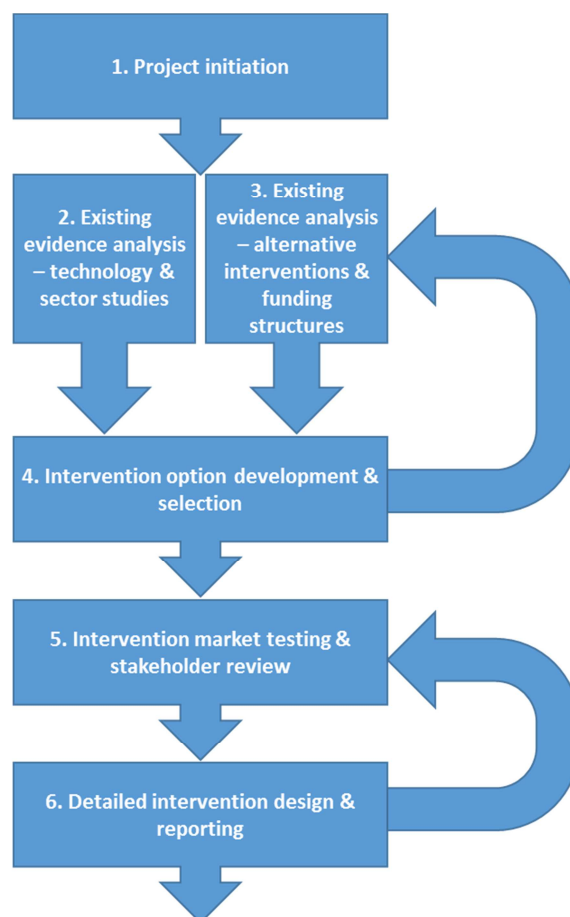 1. Project initiation
2. Existing
evidence analysis
– technology &
sector studies
3. Existing
evidence analysis
– alternative
interventions &
funding
structures
4. Intervention option development &
selection
5. Intervention market testing &
stakeholder review
6. Detailed intervention design &
reporting